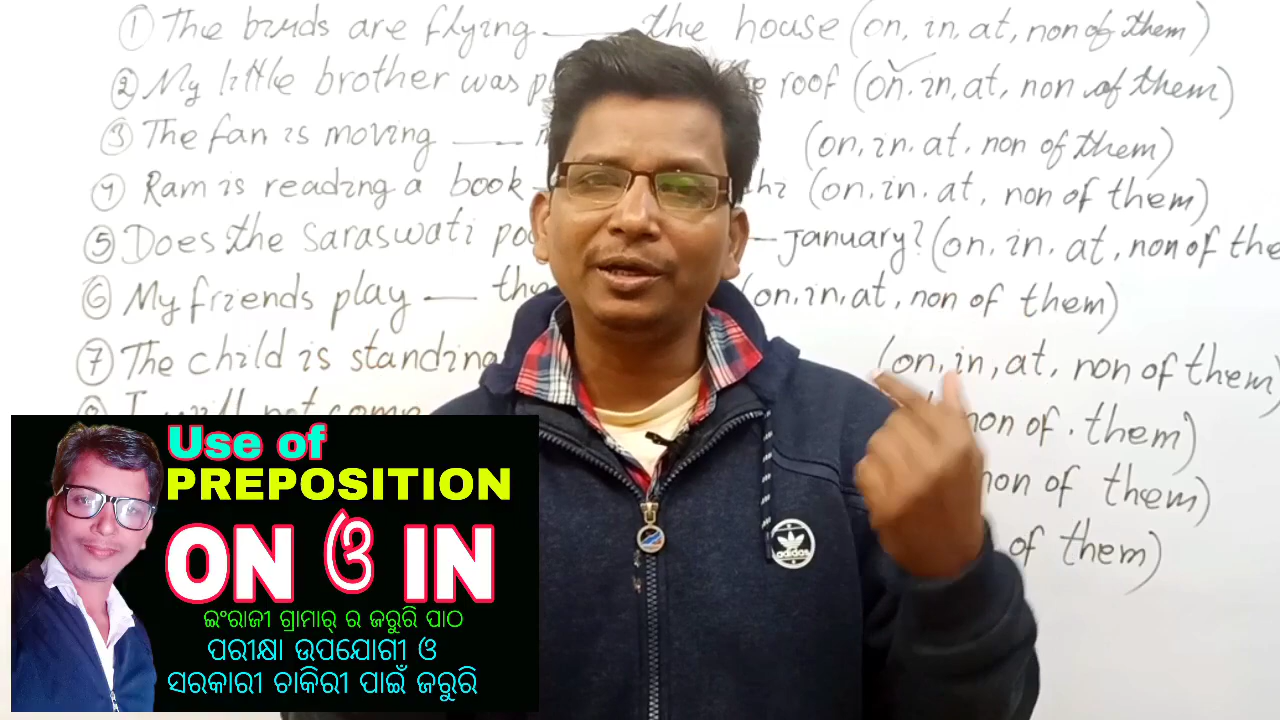 ① The buds are flying ___ the house (on, in, at, non of them)
② My little brother was roof (on, in, at, non of them)
③ The fan is moving ___ (on, in, at, non of them)
④ Ram is reading a book (on, in, at, non of them)
⑤ Does the saraswati january? (on, in, at, non of the
⑥ My friends play ___ the (on, in, at, non of them)
⑦ The child is standing (on, in, at, non of them)
non of . them)
non of them)
of them)
adidas
Use of
PREPOSITION
ON ଓ IN
ଇଂରାଜୀ ଗ୍ରାମାର୍ ର ଜରୁରି ପାଠ
ପରୀକ୍ଷା ଉପଯୋଗୀ ଓ
ସରକାରୀ ଚାକିରୀ ପାଇଁ ଜରୁରି